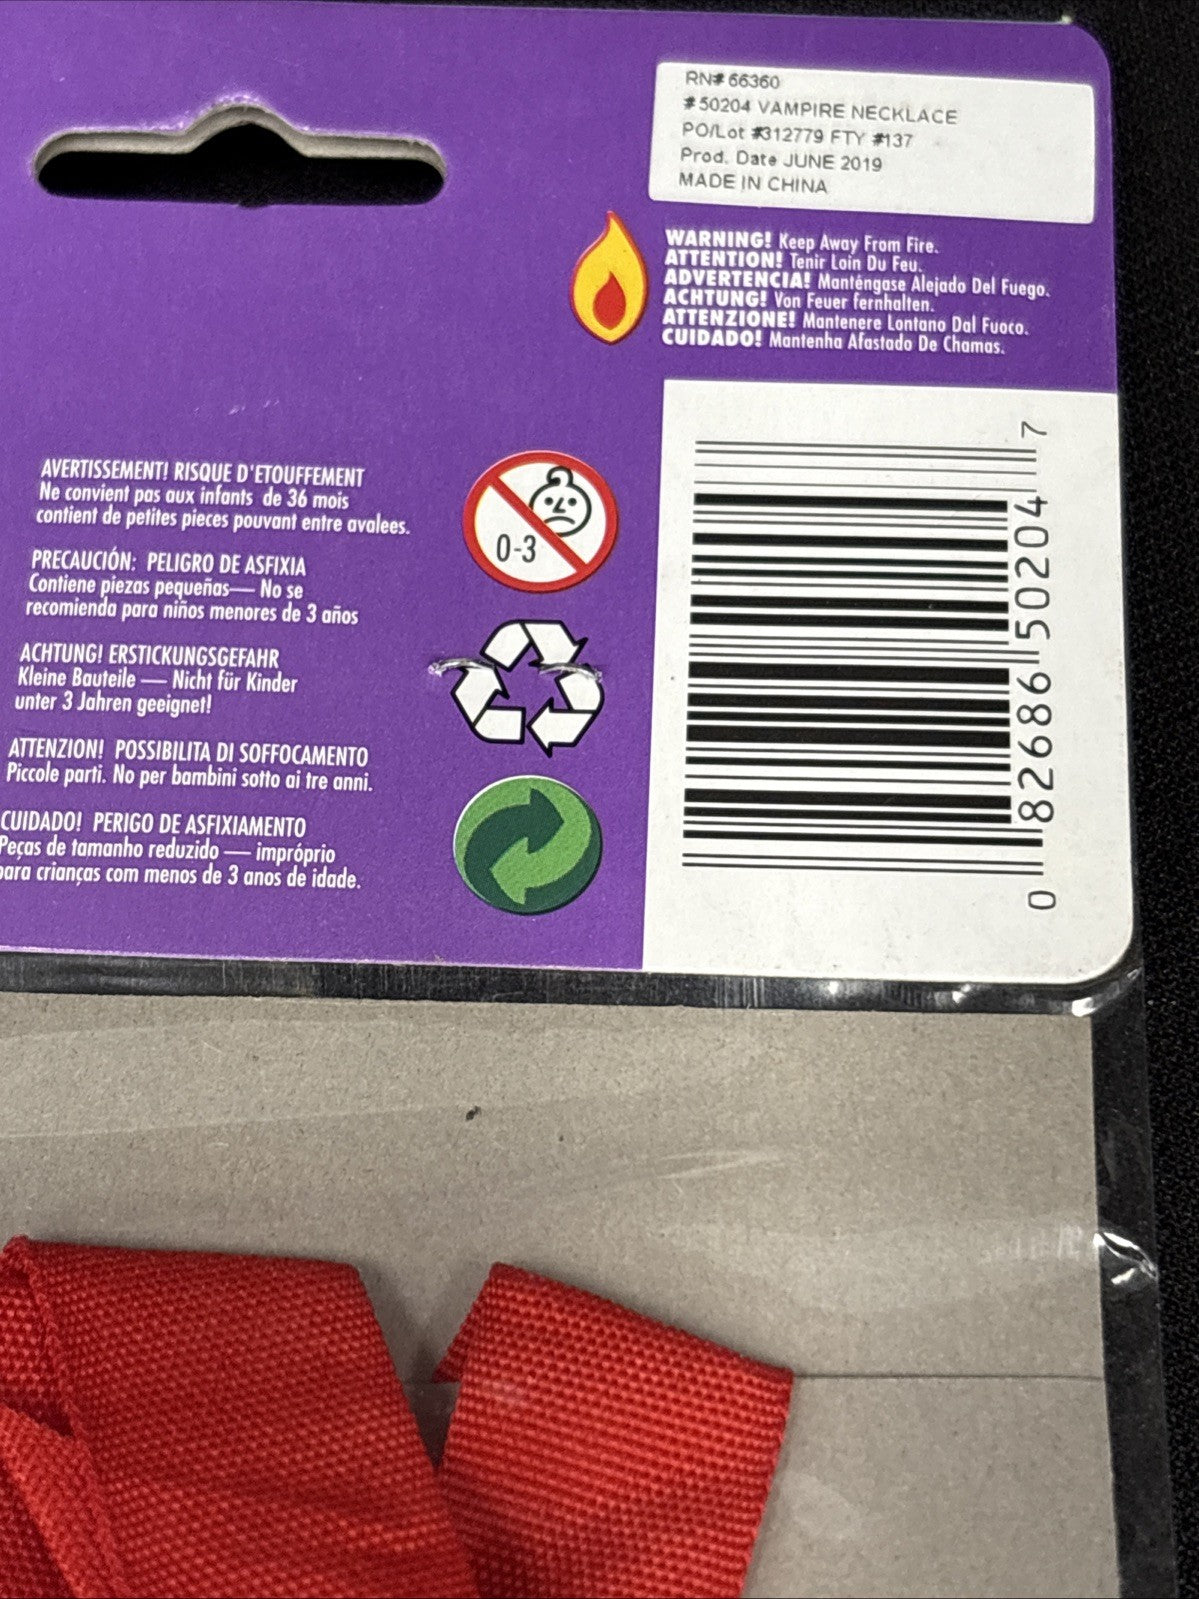 RN# 66360
# 50204 VAMPIRE NECKLACE
PO/Lot #312779 FTY #137
Prod. Date JUNE 2019
MADE IN CHINA
WARNING! Keep Away From Fire.
ATTENTION! Tenir Loin Du Feu.
ADVERTENCIA! Manténgase Alejado Del Fuego.
ACHTUNG! Von Feuer fernhalten.
ATTENZIONE! Mantenere Lontano Dal Fuoco.
CUIDADO! Mantenha Afastado De Chamas.
AVERTISSEMENT! RISQUE D'ETOUFFEMENT
Ne convient pas aux infants de 36 mois
contient de petites pieces pouvant entre avalees.
PRECAUCIÓN: PELIGRO DE ASFIXIA
Contiene piezas pequeñas— No se
recomienda para niños menores de 3 años
ACHTUNG! ERSTICKUNGSGEFAHR
Kleine Bauteile — Nicht für Kinder
unter 3 Jahren geeignet!
ATTENZION! POSSIBILITA DI SOFFOCAMENTO
Piccole parti. No per bambini sotto ai tre anni.
CUIDADO! PERIGO DE ASFIXIAMENTO
Peças de tamanho reduzido — impróprio
para crianças com menos de 3 anos de idade.
0-3
0 82686 50204 7